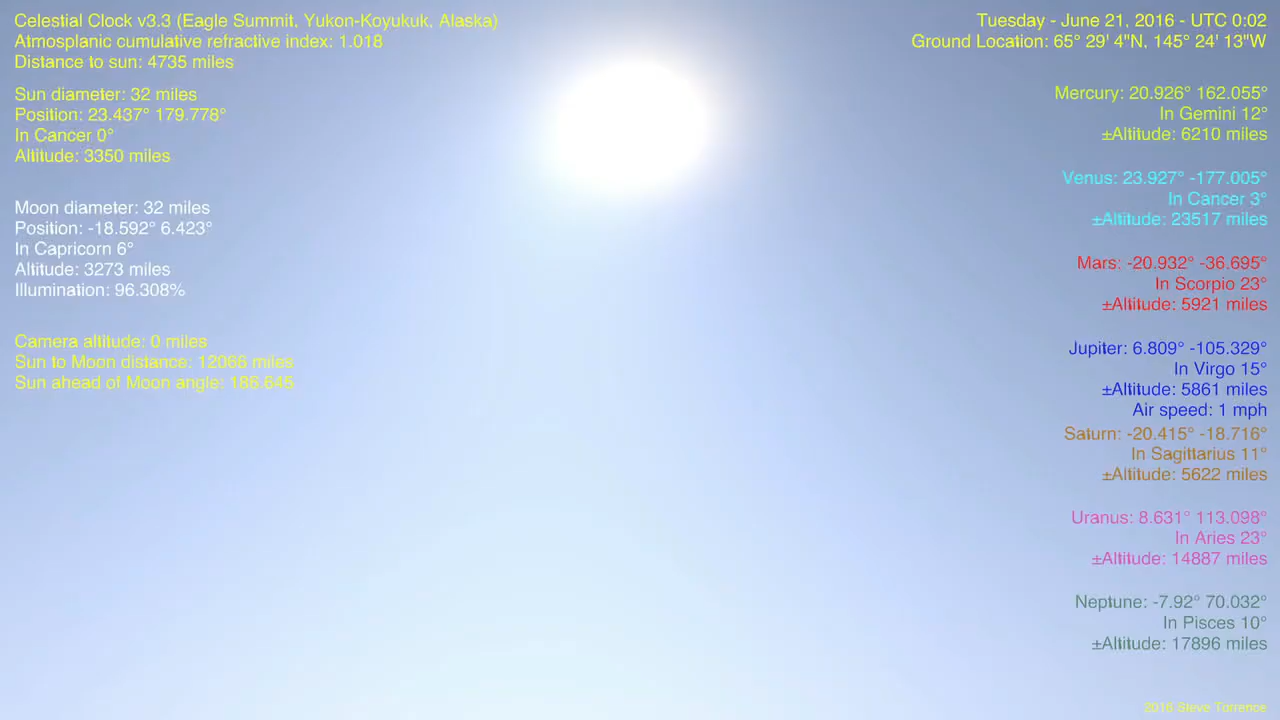 Celestial Clock v3.3 (Eagle Summit, Yukon-Koyukuk, Alaska)
Atmosplanic cumulative refractive index: 1.018
Distance to sun: 4735 miles
Sun diameter: 32 miles
Position: 23.437° 179.778°
In Cancer 0°
Altitude: 3350 miles
Moon diameter: 32 miles
Position: -18.592° 6.423°
In Capricorn 6°
Altitude: 3273 miles
Illumination: 96.308%
Camera altitude: 0 miles
Sun to Moon distance: 12066 miles
Sun ahead of Moon angle: 186.645
Tuesday - June 21, 2016 - UTC 0:02
Ground Location: 65° 29' 4"N, 145° 24' 13"W
Mercury: 20.926° 162.055°
In Gemini 12°
±Altitude: 6210 miles
Venus: 23.927° -177.005°
In Cancer 3°
±Altitude: 23517 miles
Mars: -20.932° -36.695°
In Scorpio 23°
±Altitude: 5921 miles
Jupiter: 6.809° -105.329°
In Virgo 15°
±Altitude: 5861 miles
Air speed: 1 mph
Saturn: -20.415° -18.716°
In Sagittarius 11°
±Altitude: 5622 miles
Uranus: 8.631° 113.098°
In Aries 23°
±Altitude: 14887 miles
Neptune: -7.92° 70.032°
In Pisces 10°
±Altitude: 17896 miles
2016 Steve Torrence